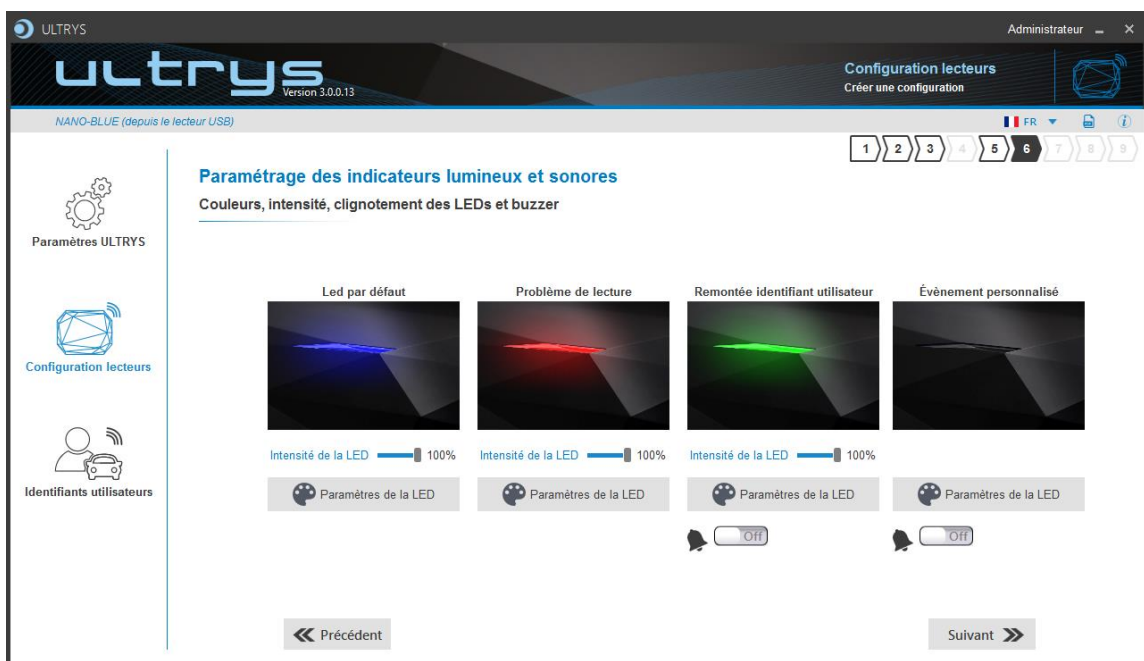 ULTRYS
Administrateur
ultrys
Version 3.0.0.13
Configuration lecteurs
Créer une configuration
NANO-BLUE (depuis le lecteur USB)
FR
1 2 3 4 5 6 7 8 9
Paramétrage des indicateurs lumineux et sonores
Couleurs, intensité, clignotement des LEDs et buzzer
Paramètres ULTRYS
Configuration lecteurs
Identifiants utilisateurs
Led par défaut
Problème de lecture
Remontée identifiant utilisateur
Évènement personnalisé
Intensité de la LED 100%
Intensité de la LED 100%
Intensité de la LED 100%
Paramètres de la LED
Paramètres de la LED
Paramètres de la LED
Paramètres de la LED
Off
Off
Précédent
Suivant